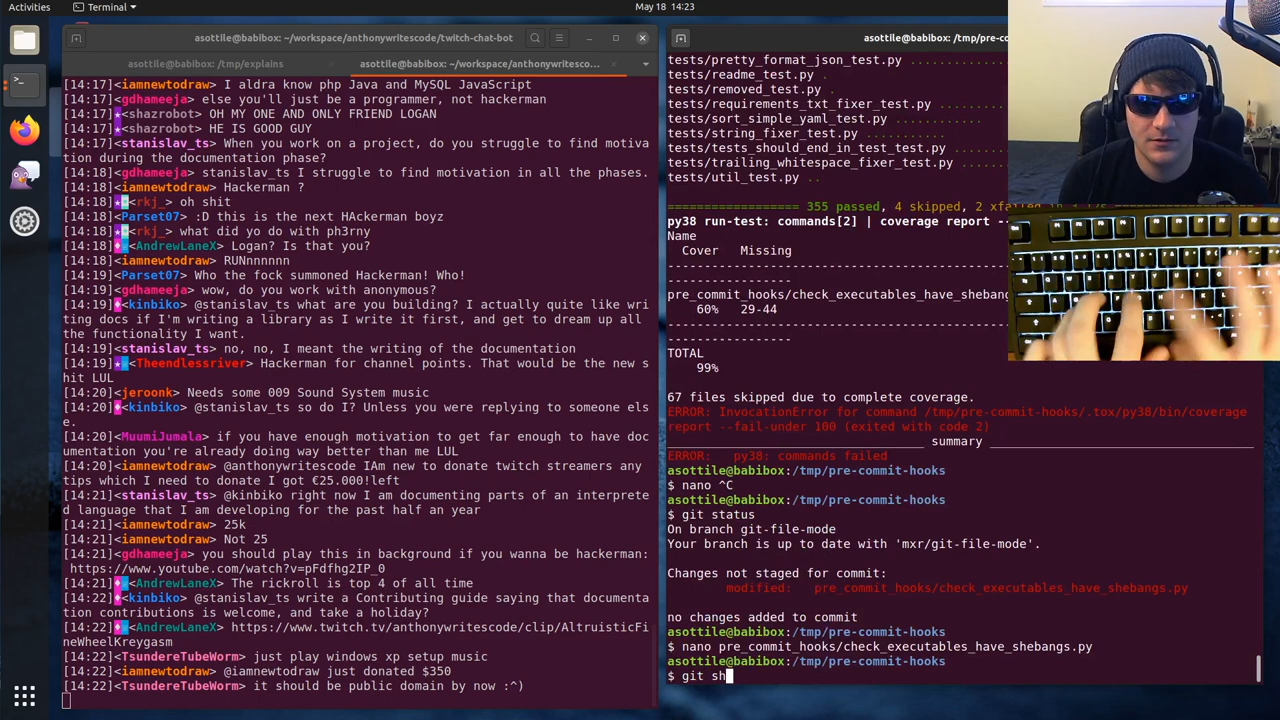 Activities
Terminal
May 18 14:23
asottile@babibox: ~/workspace/anthonywritescode/twitch-chat-bot
asottile@babibox: /tmp/explains
asottile@babibox: ~/workspace/anthonywritesco...
[14:17]<iamnewtodraw> I aldra know php Java and MySQL JavaScript
[14:17]<gdhameeja> else you'll just be a programmer, not hackerman
[14:17]★<shazrobot> OH MY ONE AND ONLY FRIEND LOGAN
[14:17]★<shazrobot> HE IS GOOD GUY
[14:17]<stanislav_ts> When you work on a project, do you struggle to find motiva
tion during the documentation phase?
[14:18]<gdhameeja> stanislav_ts I struggle to find motivation in all the phases.
[14:18]<iamnewtodraw> Hackerman ?
[14:18]<rkj_> oh shit
[14:18]<Parset07> :D this is the next HAckerman boyz
[14:18]<rkj_> what did yo do with ph3rny
[14:18]<AndrewLaneX> Logan? Is that you?
[14:18]<iamnewtodraw> RUNnnnnnn
[14:19]<Parset07> Who the fock summoned Hackerman! Who!
[14:19]<gdhameeja> wow, do you work with anonymous?
[14:19]<kinbiko> @stanislav_ts what are you building? I actually quite like wri
ting docs if I'm writing a library as I write it first, and get to dream up all
the functionality I want.
[14:19]<stanislav_ts> no, no, I meant the writing of the documentation
[14:19]<Theendlessriver> Hackerman for channel points. That would be the new s
hit LUL
[14:20]<jeroonk> Needs some 009 Sound System music
[14:20]<kinbiko> @stanislav_ts so do I? Unless you were replying to someone els
e.
[14:20]<MuumiJumala> if you have enough motivation to get far enough to have doc
umentation you're already doing way better than me LUL
[14:20]<iamnewtodraw> @anthonywritescode IAm new to donate twitch streamers any
tips which I need to donate I got €25.000!left
[14:21]<stanislav_ts> @kinbiko right now I am documenting parts of an interprete
d language that I am developing for the past half an year
[14:21]<iamnewtodraw> 25k
[14:21]<iamnewtodraw> Not 25
[14:21]<gdhameeja> you should play this in background if you wanna be hackerman:
https://www.youtube.com/watch?v=pFdfhg2IP_0
[14:21]<AndrewLaneX> The rickroll is top 4 of all time
[14:22]<kinbiko> @stanislav_ts write a Contributing guide saying that documenta
tion contributions is welcome, and take a holiday?
[14:22]<AndrewLaneX> https://www.twitch.tv/anthonywritescode/clip/AltruisticFi
neWheelKreygasm
[14:22]<TsundereTubeWorm> just play windows xp setup music
[14:22]<iamnewtodraw> @iamnewtodraw just donated $350
[14:22]<TsundereTubeWorm> it should be public domain by now :^)
asottile@babibox: /tmp/pre-co
tests/pretty_format_json_test.py ................
tests/readme_test.py .
tests/removed_test.py .
tests/requirements_txt_fixer_test.py
tests/sort_simple_yaml_test.py ............
tests/string_fixer_test.py ...........
tests/tests_should_end_in_test_test.py
tests/trailing_whitespace_fixer_test.py
tests/util_test.py ..
355 passed, 4 skipped, 2 xfailed in
py38 run-test: commands[2] | coverage report --
Name
Cover Missing
pre_commit_hooks/check_executables_have_sheban
60% 29-44
TOTAL
99%
67 files skipped due to complete coverage.
ERROR: InvocationError for command /tmp/pre-commit-hooks/.tox/py38/bin/coverage
report --fail-under 100 (exited with code 2)
summary
ERROR: py38: commands failed
asottile@babibox:/tmp/pre-commit-hooks
$ nano ^C
asottile@babibox:/tmp/pre-commit-hooks
$ git status
On branch git-file-mode
Your branch is up to date with 'mxr/git-file-mode'.
Changes not staged for commit:
modified: pre_commit_hooks/check_executables_have_shebangs.py
no changes added to commit
asottile@babibox:/tmp/pre-commit-hooks
$ nano pre_commit_hooks/check_executables_have_shebangs.py
asottile@babibox:/tmp/pre-commit-hooks
$ git sh